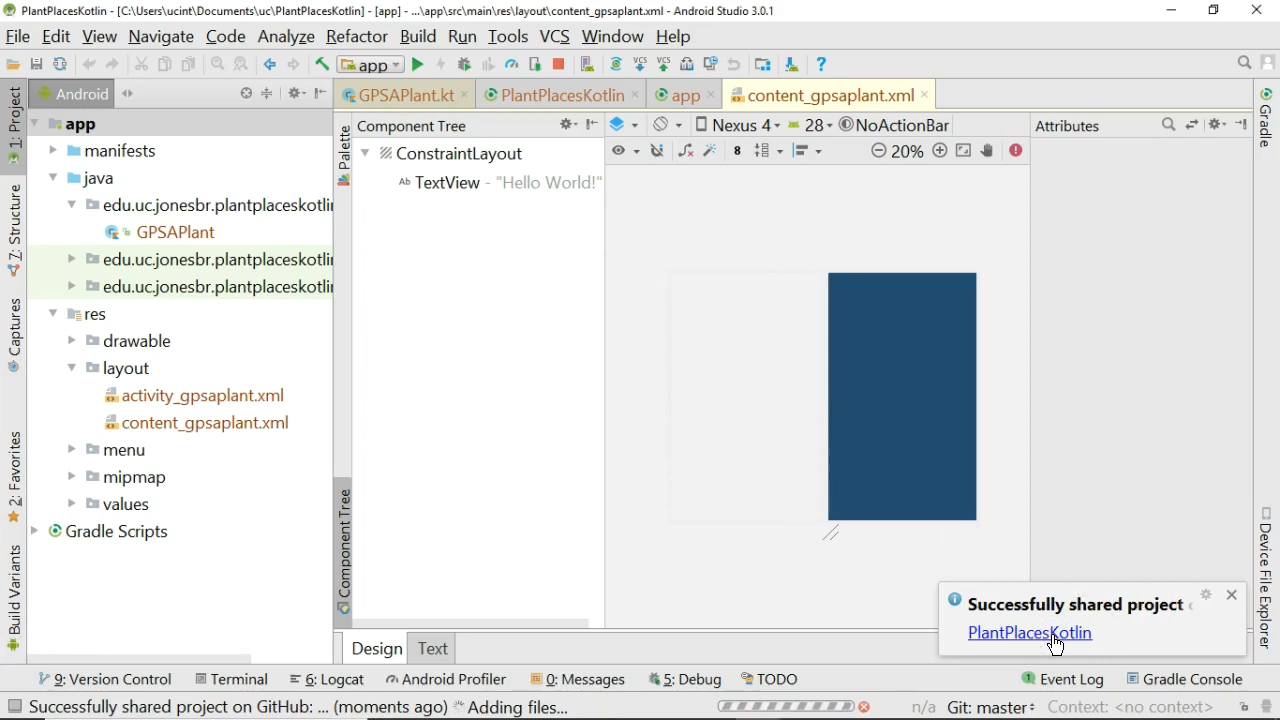 PlantPlacesKotlin - [C:\Users\ucint\Documents\uc\PlantPlacesKotlin] - [app] - ...\app\src\main\res\layout\content_gpsaplant.xml - Android Studio 3.0.1
File Edit View Navigate Code Analyze Refactor Build Run Tools VCS Window Help
app
VCS VCS
Android
GPSAPlant.kt
PlantPlacesKotlin
app
content_gpsaplant.xml
1: Project
Z: Structure
Captures
2: Favorites
Build Variants
app
manifests
java
edu.uc.jonesbr.plantplaceskotli
GPSAPlant
edu.uc.jonesbr.plantplaceskotli
edu.uc.jonesbr.plantplaceskotli
res
drawable
layout
activity_gpsaplant.xml
content_gpsaplant.xml
menu
mipmap
values
Gradle Scripts
Palette
Component Tree
Component Tree
ConstraintLayout
Ab TextView - "Hello World!"
Nexus 4 28 NoActionBar
8 20%
Attributes
Gradle
Device File Explorer
Successfully shared project
PlantPlacesKotlin
Design Text
9: Version Control Terminal 6: Logcat Android Profiler 0: Messages 5: Debug TODO 1 Event Log Gradle Console
Successfully shared project on GitHub: ... (moments ago) Adding files... n/a Git: master Context: <no context>